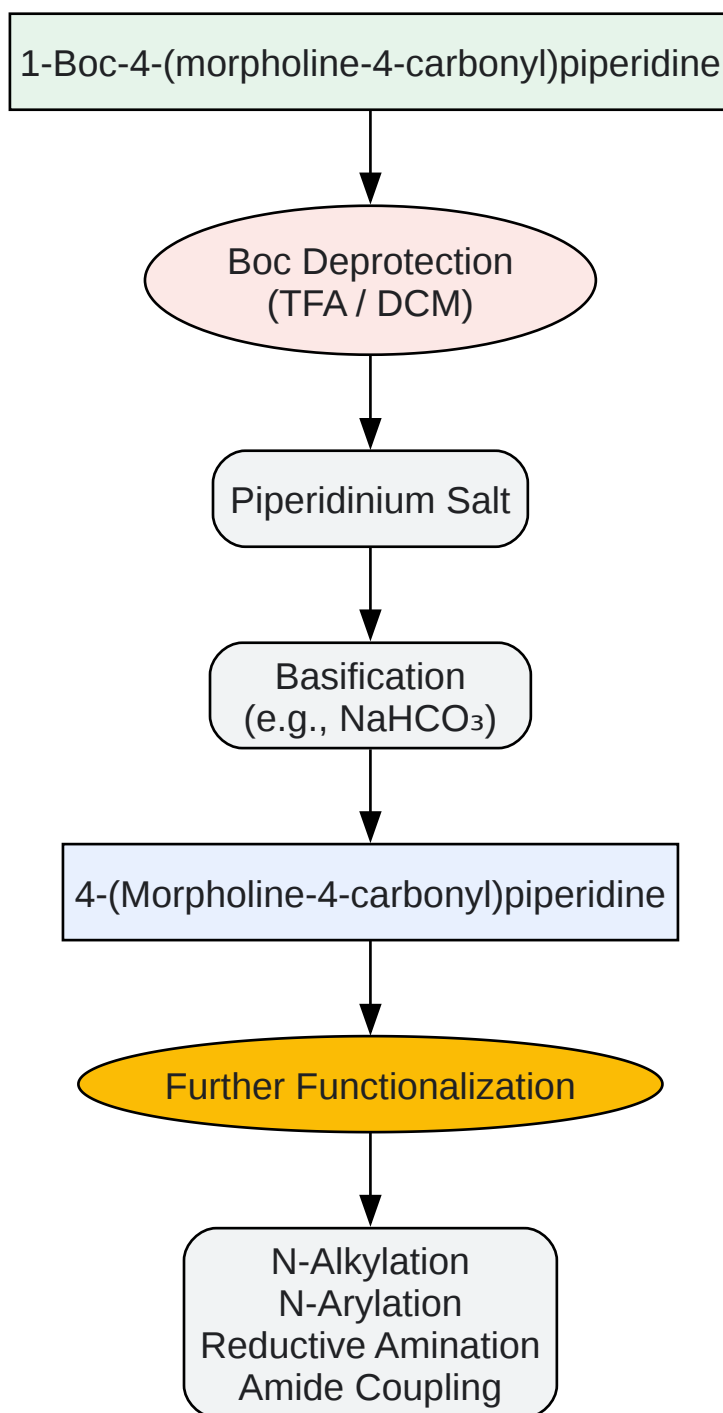 1-Boc-4-(morpholine-4-carbonyl)piperidine
Boc Deprotection
(TFA / DCM)
Piperidinium Salt
Basification
(e.g., NaHCO₃)
4-(Morpholine-4-carbonyl)piperidine
Further Functionalization
N-Alkylation
N-Arylation
Reductive Amination
Amide Coupling